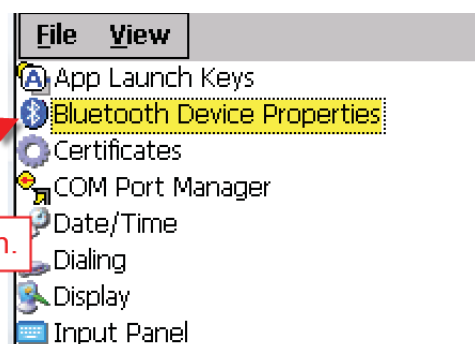 File View
App Launch Keys
Bluetooth Device Properties
Certificates
COM Port Manager
Date/Time
n.
Dialing
Display
Input Panel